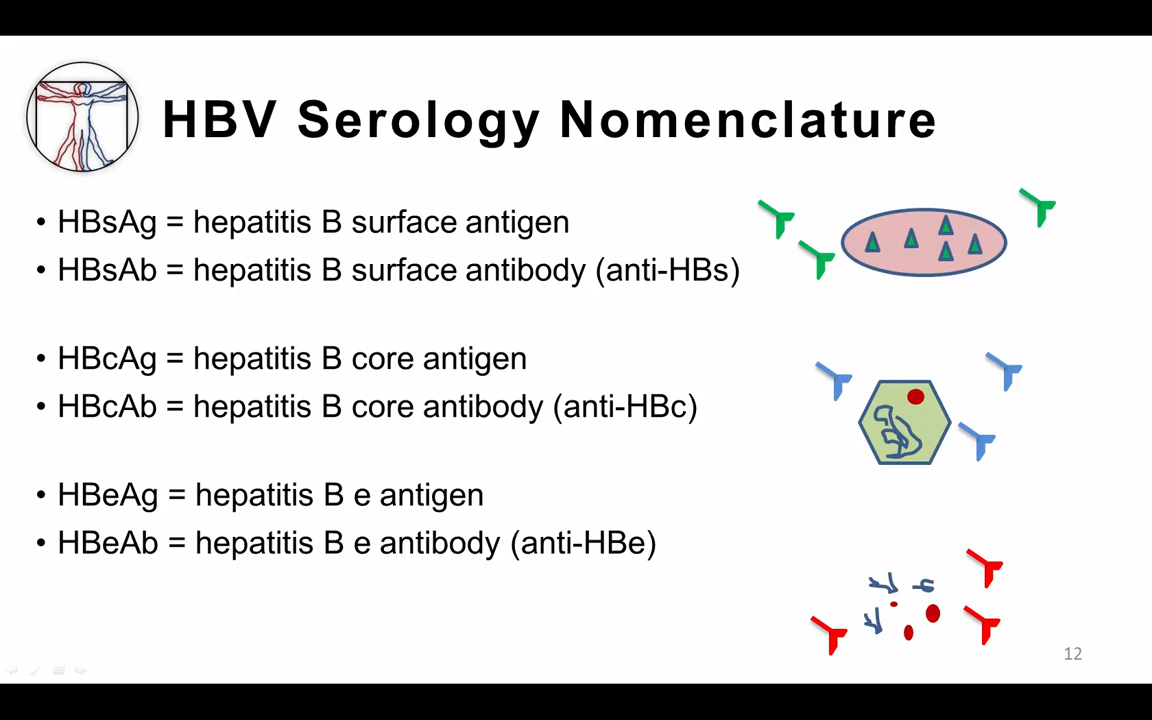 HBV Serology Nomenclature
• HBsAg = hepatitis B surface antigen
• HBsAb = hepatitis B surface antibody (anti-HBs)
• HBcAg = hepatitis B core antigen
• HBcAb = hepatitis B core antibody (anti-HBc)
• HBeAg = hepatitis B e antigen
• HBeAb = hepatitis B e antibody (anti-HBe)
12